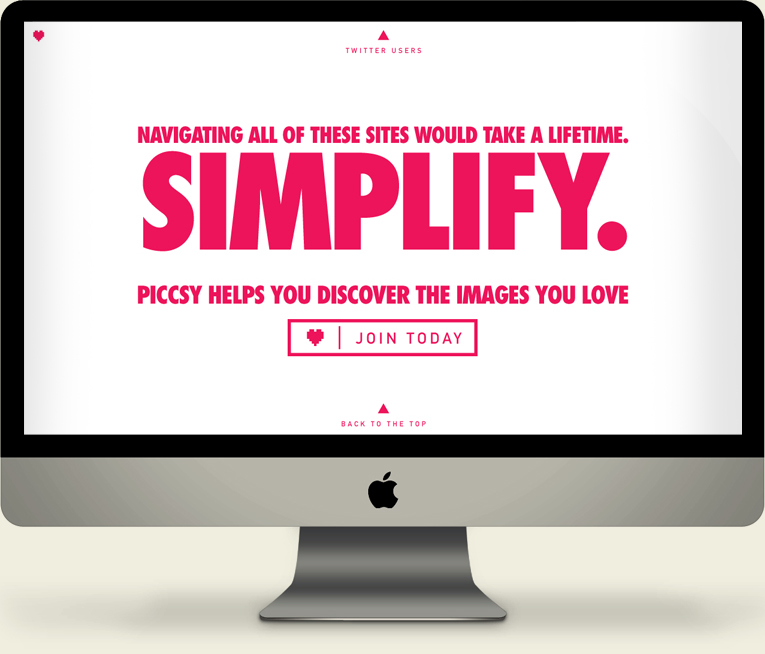 TWITTER USERS
NAVIGATING ALL OF THESE SITES WOULD TAKE A LIFETIME.
SIMPLIFY.
PICCSY HELPS YOU DISCOVER THE IMAGES YOU LOVE
JOIN TODAY
BACK TO THE TOP